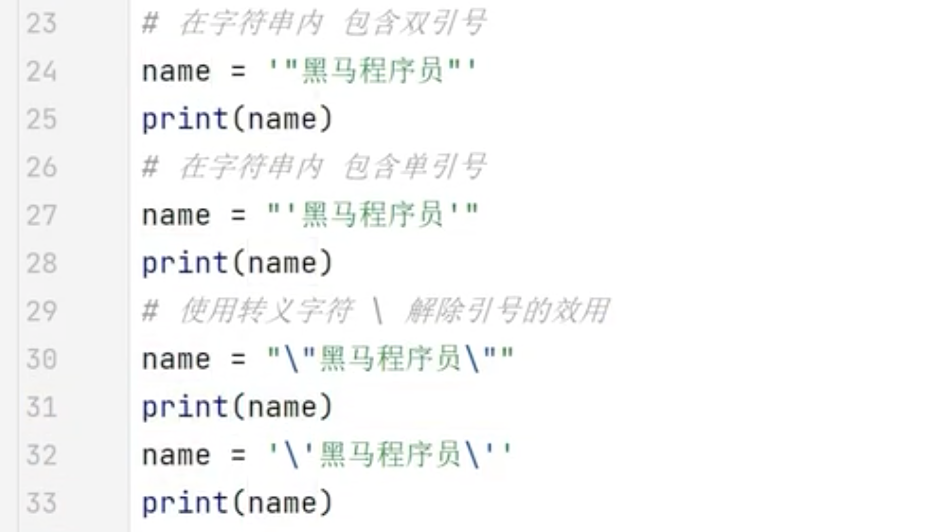 23 # 在字符串内 包含双引号
24 name = '"黑马程序员"'
25 print(name)
26 # 在字符串内 包含单引号
27 name = "'黑马程序员'"
28 print(name)
29 # 使用转义字符 \ 解除引号的效用
30 name = "\"黑马程序员\""
31 print(name)
32 name = '\'黑马程序员\''
33 print(name)